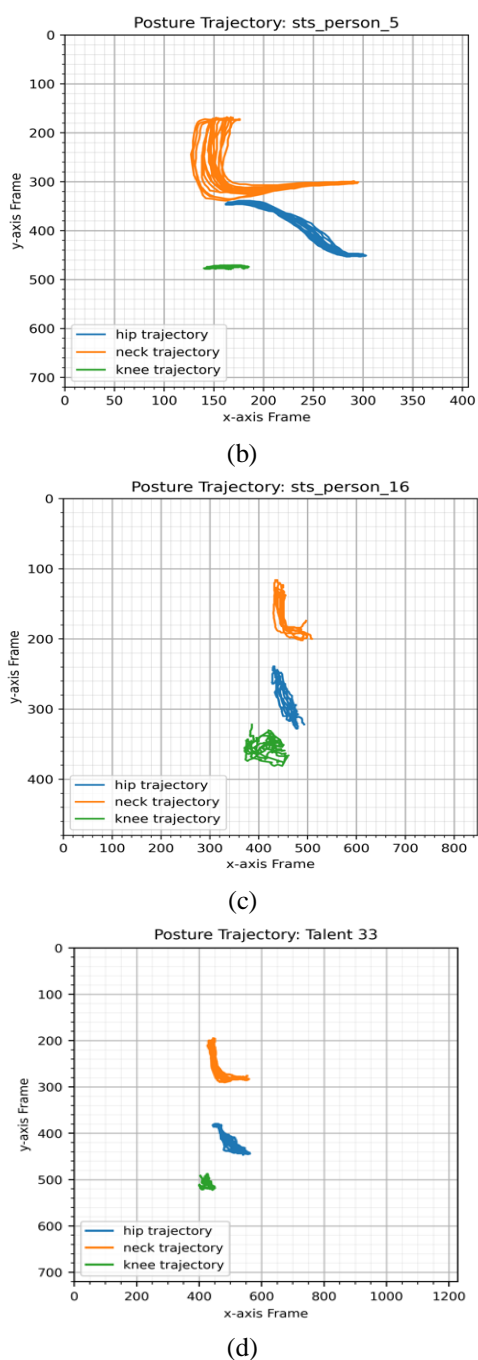 Posture Trajectory: sts_person_5
0
100
200
300
400
500
600
700
y-axis Frame
hip trajectory
neck trajectory
knee trajectory
0 50 100 150 200 250 300 350 400
x-axis Frame
(b)
Posture Trajectory: sts_person_16
0
100
200
300
400
y-axis Frame
hip trajectory
neck trajectory
knee trajectory
0 100 200 300 400 500 600 700 800
x-axis Frame
(c)
Posture Trajectory: Talent 33
0
100
200
300
400
500
600
700
y-axis Frame
hip trajectory
neck trajectory
knee trajectory
0 200 400 600 800 1000 1200
x-axis Frame
(d)